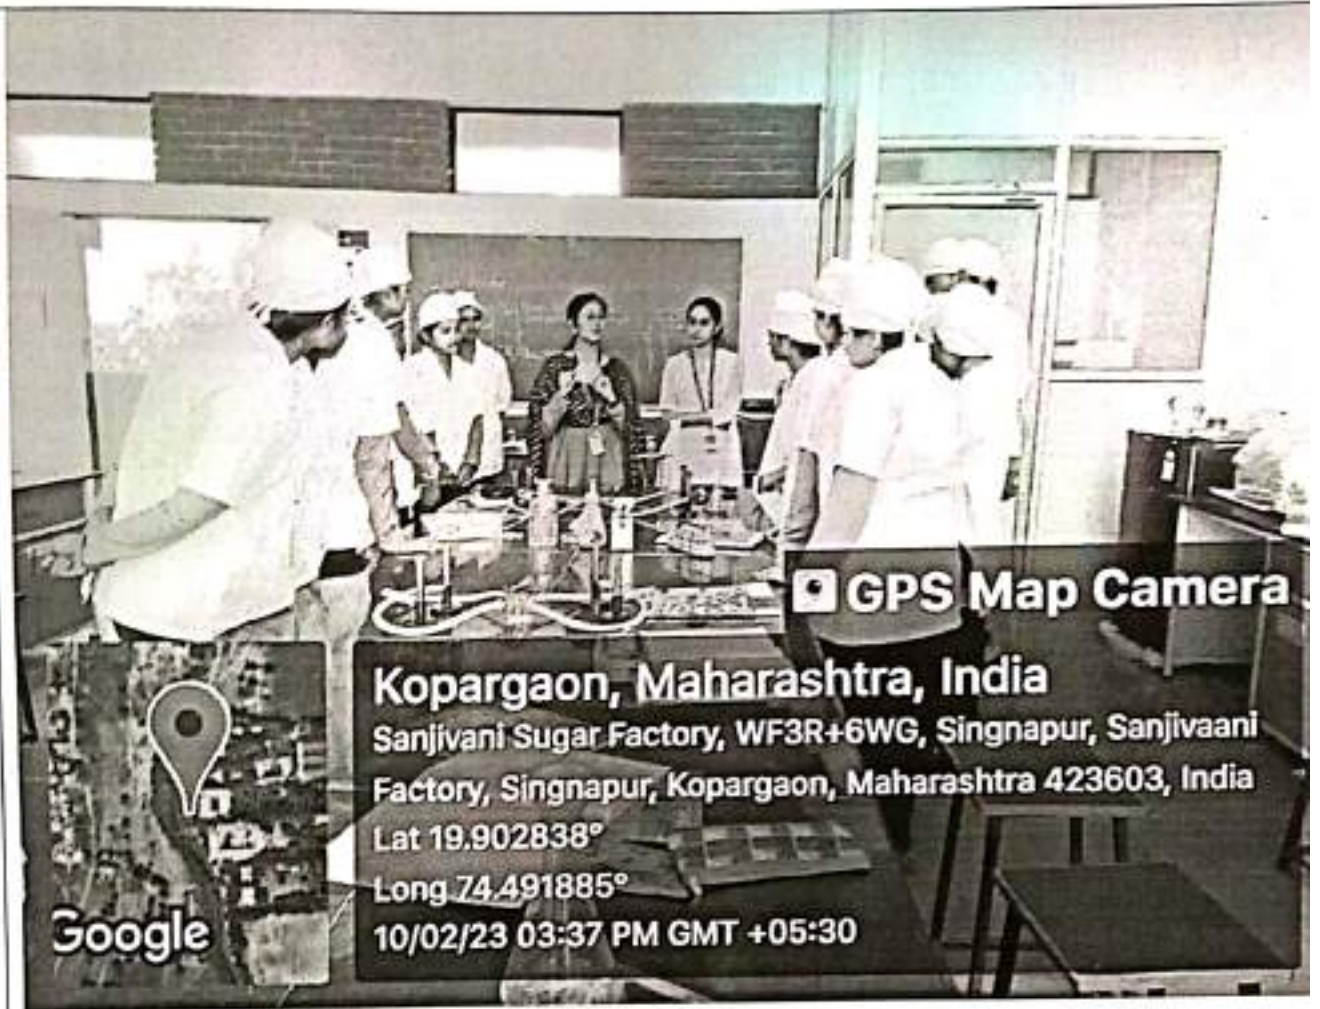 GPS Map Camera
Kopargaon, Maharashtra, India
Sanjivani Sugar Factory, WF3R+6WG, Singnapur, Sanjivaani
Factory, Singnapur, Kopargaon, Maharashtra 423603, India
Lat 19.902838°
Long 74.491885°
10/02/23 03:37 PM GMT +05:30
Google